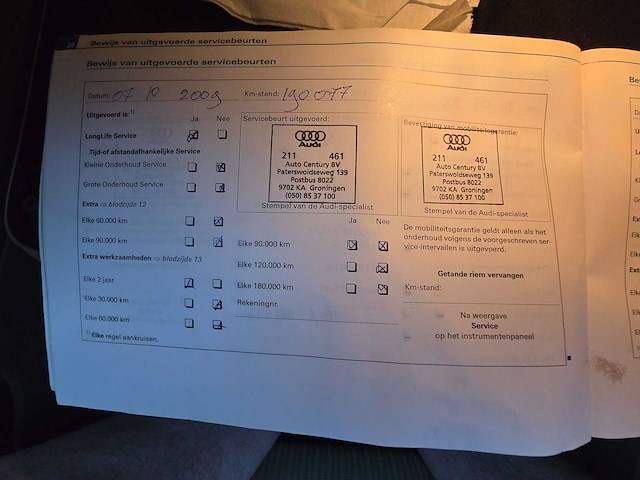 Bewijs van uitgevoerde servicebeurten
Bewijs van uitgevoerde servicebeurten
Datum: 07 10 2009 Km-stand: 190077
Uitgevoerd is:¹⁾
Ja Nee
LongLife Service
Tijd-of afstandafhankelijke Service
Kleine Onderhoud Service
Grote Onderhoud Service
Extra ⇒ bladzijde 12
Elke 60.000 km
Elke 90.000 km
Extra werkzaamheden ⇒ bladzijde 13
Elke 2 jaar
Elke 30.000 km
Elke 60.000 km
¹⁾ Elke regel aankruisen.
Servicebeurt uitgevoerd:
Audi
211 461
Auto Century BV
Paterswoldseweg 139
Postbus 8022
9702 KA Groningen
(050) 85 37 100
Stempel van de Audi-specialist
Ja Nee
Elke 90.000 km
Elke 120.000 km
Elke 180.000 km
Rekeningnr.
Bevestiging van mobiliteitsgarantie:
Audi
211 461
Auto Century BV
Paterswoldseweg 139
Postbus 8022
9702 KA Groningen
(050) 85 37 100
Stempel van de Audi-specialist
De mobiliteitsgarantie geldt alleen als het
onderhoud volgens de voorgeschreven ser-
vice-intervallen is uitgevoerd.
Getande riem vervangen
Km-stand:
Na weergave
Service
op het instrumentenpaneel